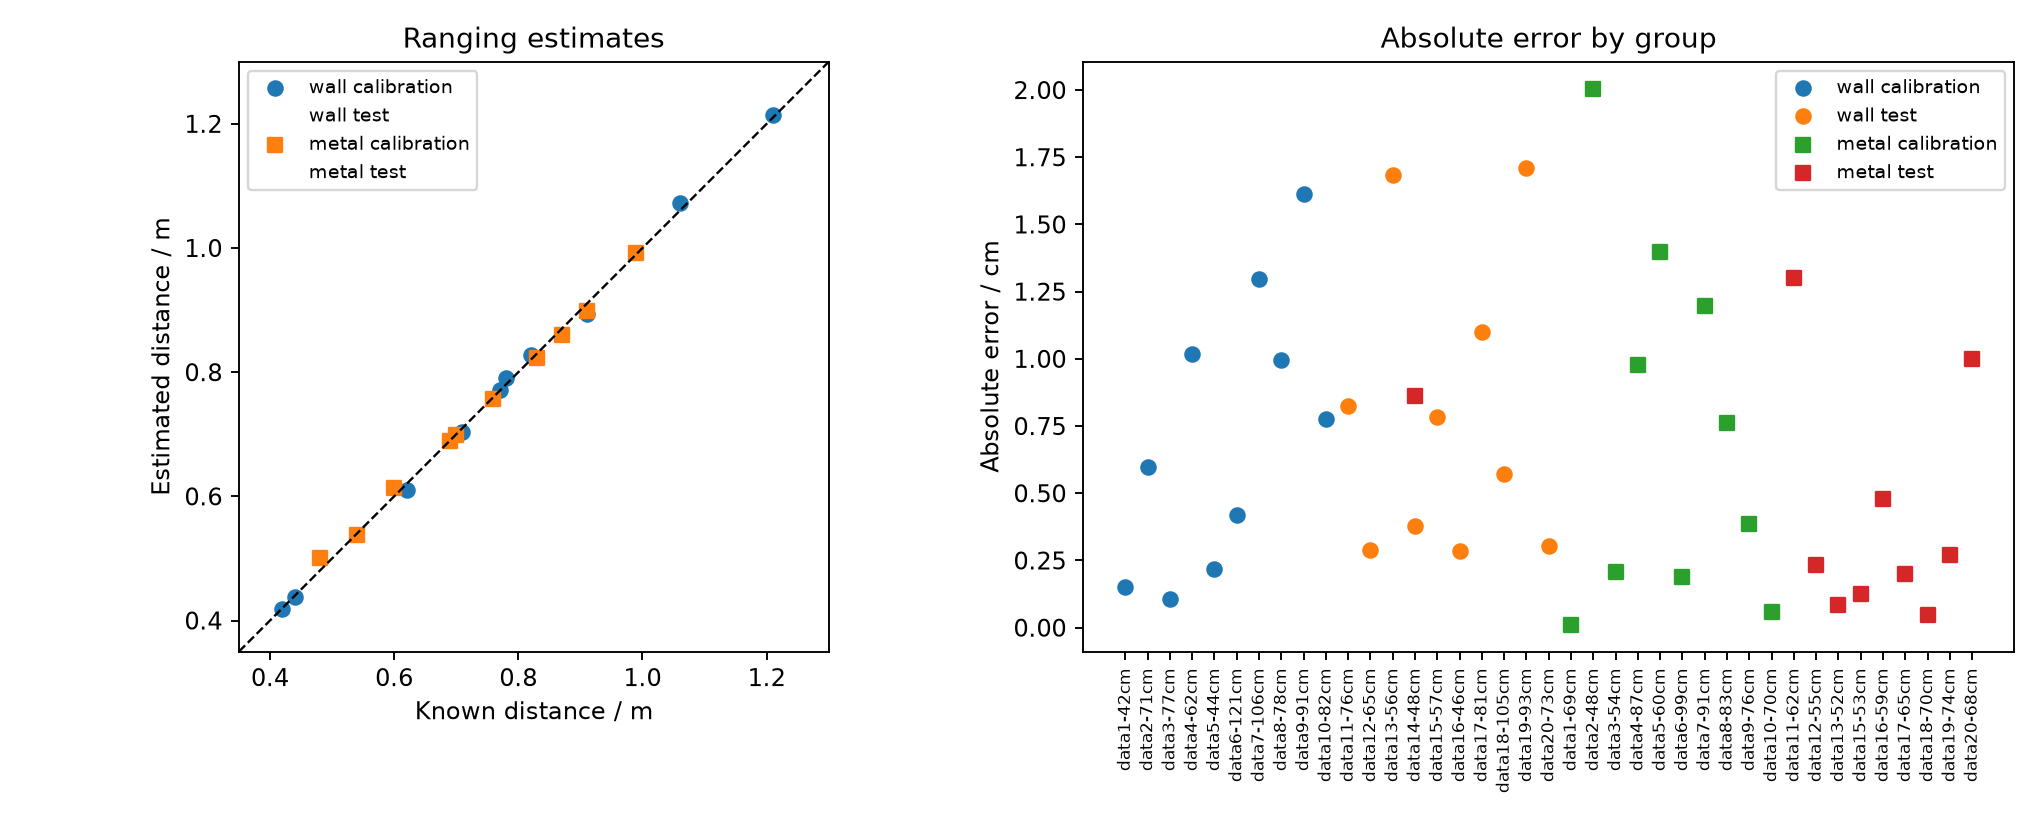 Ranging estimates
wall calibration
wall test
metal calibration
metal test
Estimated distance / m
1.2
1.0
0.8
0.6
0.4
0.4 0.6 0.8 1.0 1.2
Known distance / m
Absolute error by group
wall calibration
wall test
metal calibration
metal test
Absolute error / cm
2.00
1.75
1.50
1.25
1.00
0.75
0.50
0.25
0.00
data1-42cm
data2-71cm
data3-77cm
data4-62cm
data5-44cm
data6-121cm
data7-106cm
data8-78cm
data9-91cm
data10-82cm
data11-76cm
data12-65cm
data13-56cm
data14-48cm
data15-57cm
data16-46cm
data17-81cm
data18-105cm
data19-93cm
data20-73cm
data1-69cm
data2-48cm
data3-54cm
data4-87cm
data5-60cm
data6-99cm
data7-91cm
data8-83cm
data9-76cm
data10-70cm
data11-62cm
data12-55cm
data13-52cm
data15-53cm
data16-59cm
data17-65cm
data18-70cm
data19-74cm
data20-68cm